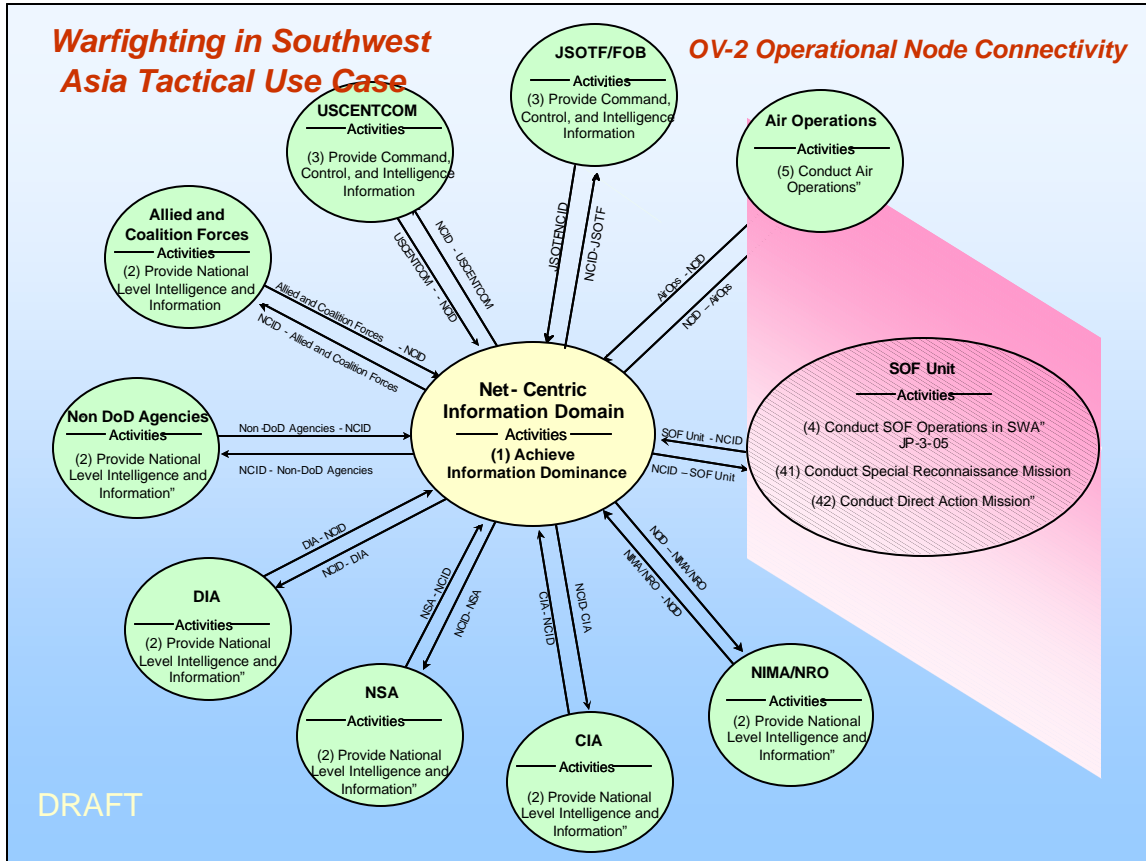 Warfighting in Southwest
Asia Tactical Use Case
OV-2 Operational Node Connectivity
JSOTF/FOB
Activities
(3) Provide Command,
Control, and Intelligence
Information
USCENTCOM
Activities
(3) Provide Command,
Control, and Intelligence
Information
Air Operations
Activities
(5) Conduct Air
Operations”
Allied and
Coalition Forces
Activities
(2) Provide National
Level Intelligence and
Information
NCID - USCENTCOM
USCENTCOM - - NCID
JSOTFNCID
NCID-JSOTF
AirOps - NCID
NCID – AirOps
Allied and Coalition Forces - NCID
NCID - Allied and Coalition Forces
Net- Centric
Information Domain
Activities
(1) Achieve
Information Dominance
SOF Unit
Activities
(4) Conduct SOF Operations in SWA”
JP-3-05
(41) Conduct Special Reconnaissance Mission
(42) Conduct Direct Action Mission”
Non DoD Agencies
Activities
(2) Provide National
Level Intelligence and
Information”
Non-DoD Agencies - NCID
NCID - Non-DoD Agencies
SOF Unit - NCID
NCID – SOF Unit
DIA - NCID
NCID - DIA
NSA - NCID
NCID - NSA
CIA - NCID
NCID- CIA
NCID – NIMA/NRO
NIMA/NRO - NCID
DIA
Activities
(2) Provide National
Level Intelligence and
Information”
NSA
Activities
(2) Provide National
Level Intelligence and
Information”
CIA
Activities
(2) Provide National
Level Intelligence and
Information”
NIMA/NRO
Activities
(2) Provide National
Level Intelligence and
Information”
DRAFT